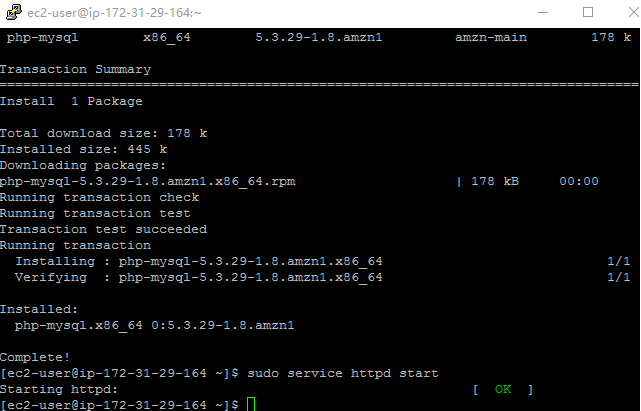 ec2-user@ip-172-31-29-164:~
php-mysql x86_64 5.3.29-1.8.amzn1 amzn-main 178 k
Transaction Summary
================================================================================
Install 1 Package
Total download size: 178 k
Installed size: 445 k
Downloading packages:
php-mysql-5.3.29-1.8.amzn1.x86_64.rpm | 178 kB 00:00
Running transaction check
Running transaction test
Transaction test succeeded
Running transaction
Installing : php-mysql-5.3.29-1.8.amzn1.x86_64 1/1
Verifying : php-mysql-5.3.29-1.8.amzn1.x86_64 1/1
Installed:
php-mysql.x86_64 0:5.3.29-1.8.amzn1
Complete!
[ec2-user@ip-172-31-29-164 ~]$ sudo service httpd start
Starting httpd: [ OK ]
[ec2-user@ip-172-31-29-164 ~]$